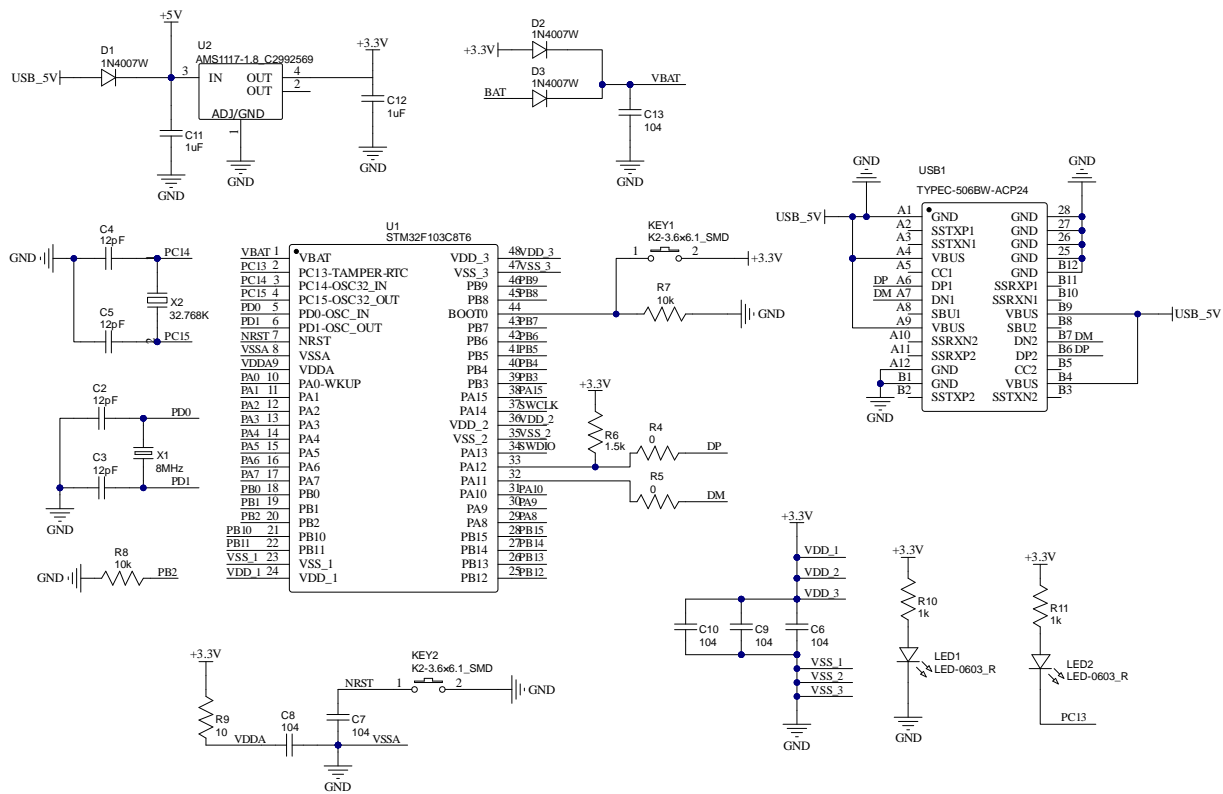 +5V
D1
1N4007W
USB_5V
U2
AMS1117-1.8_C2992569
3 IN OUT 4
OUT 2
ADJ/GND
1
C11
1uF
GND
GND
+3.3V
C12
1uF
GND
D2
1N4007W
+3.3V
D3
1N4007W
BAT
VBAT
C13
104
GND
USB1
TYPEC-506BW-ACP24
GND
GND
USB_5V
A1 GND GND 28
A2 SSTXP1 GND 27
A3 SSTXN1 GND 26
A4 VBUS GND 25
A5 CC1 GND B12
DP A6 DP1 SSRXP1 B11
DM A7 DN1 SSRXN1 B10
A8 SBU1 VBUS B9
A9 VBUS SBU2 B8
A10 SSRXN2 DN2 B7 DM
A11 SSRXP2 DP2 B6 DP
A12 GND CC2 B5
B1 GND VBUS B4
B2 SSTXP2 SSTXN2 B3
GND
USB_5V
C4
12pF
PC14
GND
X2
32.768K
C5
12pF
PC15
2
C2
12pF
PD0
X1
8MHz
C3
12pF
PD1
GND
R8
10k
GND
PB2
U1
STM32F103C8T6
VBAT 1 VBAT VDD_3 48 VDD_3
PC13 2 PC13-TAMPER-RTC VSS_3 47 VSS_3
PC14 3 PC14-OSC32_IN PB9 46 PB9
PC15 4 PC15-OSC32_OUT PB8 45 PB8
PD0 5 PD0-OSC_IN BOOT0 44
PD1 6 PD1-OSC_OUT PB7 43 PB7
NRST 7 NRST PB6 42 PB6
VSSA 8 VSSA PB5 41 PB5
VDDA 9 VDDA PB4 40 PB4
PA0 10 PA0-WKUP PB3 39 PB3
PA1 11 PA1 PA15 38 PA15
PA2 12 PA2 PA14 37 SWCLK
PA3 13 PA3 VDD_2 36 VDD_2
PA4 14 PA4 VSS_2 35 VSS_2
PA5 15 PA5 PA13 34 SWDIO
PA6 16 PA6 PA12 33
PA7 17 PA7 PA11 32
PB0 18 PB0 PA10 31 PA10
PB1 19 PB1 PA9 30 PA9
PB2 20 PB2 PA8 29 PA8
PB10 21 PB10 PB15 28 PB15
PB11 22 PB11 PB14 27 PB14
VSS_1 23 VSS_1 PB13 26 PB13
VDD_1 24 VDD_1 PB12 25 PB12
KEY1
K2-3.6×6.1_SMD
1 2
+3.3V
R7
10k
GND
+3.3V
R6
1.5k
R4
0
DP
R5
0
DM
+3.3V
VDD_1
VDD_2
VDD_3
C10
104
C9
104
C6
104
VSS_1
VSS_2
VSS_3
GND
+3.3V
R10
1k
LED1
LED-0603_R
GND
+3.3V
R11
1k
LED2
LED-0603_R
PC13
+3.3V
R9
10
VDDA
C8
104
KEY2
K2-3.6×6.1_SMD
NRST
1 2
GND
C7
104
VSSA
GND